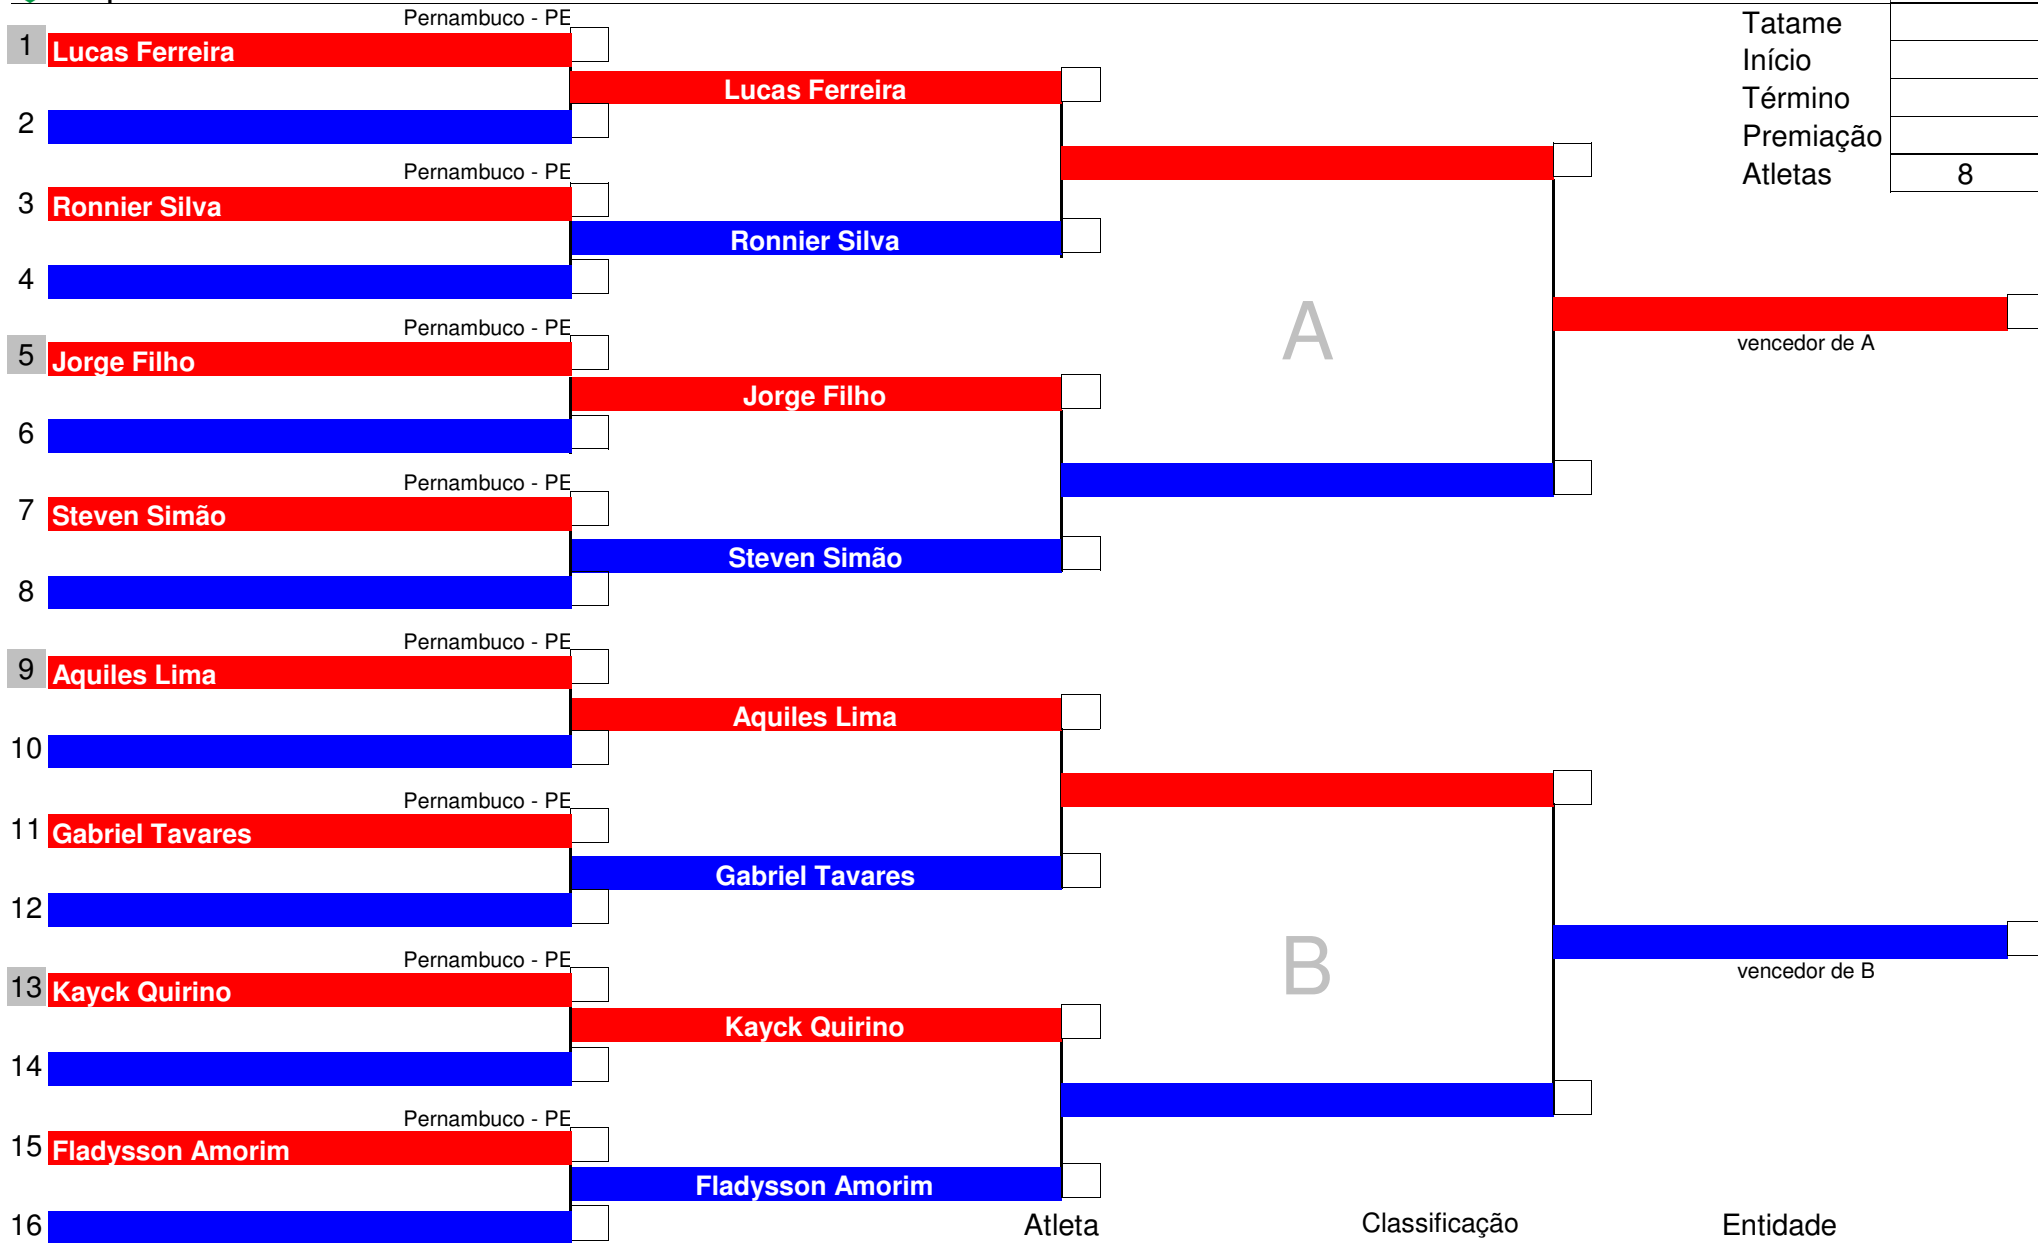 Pernambuco - PE
Tatame
1 Lucas Ferreira
Início
Lucas Ferreira
Término
2
Premiação
Pernambuco - PE
Atletas 8
3 Ronnier Silva
Ronnier Silva
4
A
Pernambuco - PE
vencedor de A
5 Jorge Filho
Jorge Filho
6
Pernambuco - PE
7 Steven Simão
Steven Simão
8
Pernambuco - PE
9 Aquiles Lima
Aquiles Lima
10
Pernambuco - PE
11 Gabriel Tavares
Gabriel Tavares
12
B
Pernambuco - PE
vencedor de B
13 Kayck Quirino
Kayck Quirino
14
Pernambuco - PE
15 Fladysson Amorim
Fladysson Amorim
16
Atleta Classificação Entidade